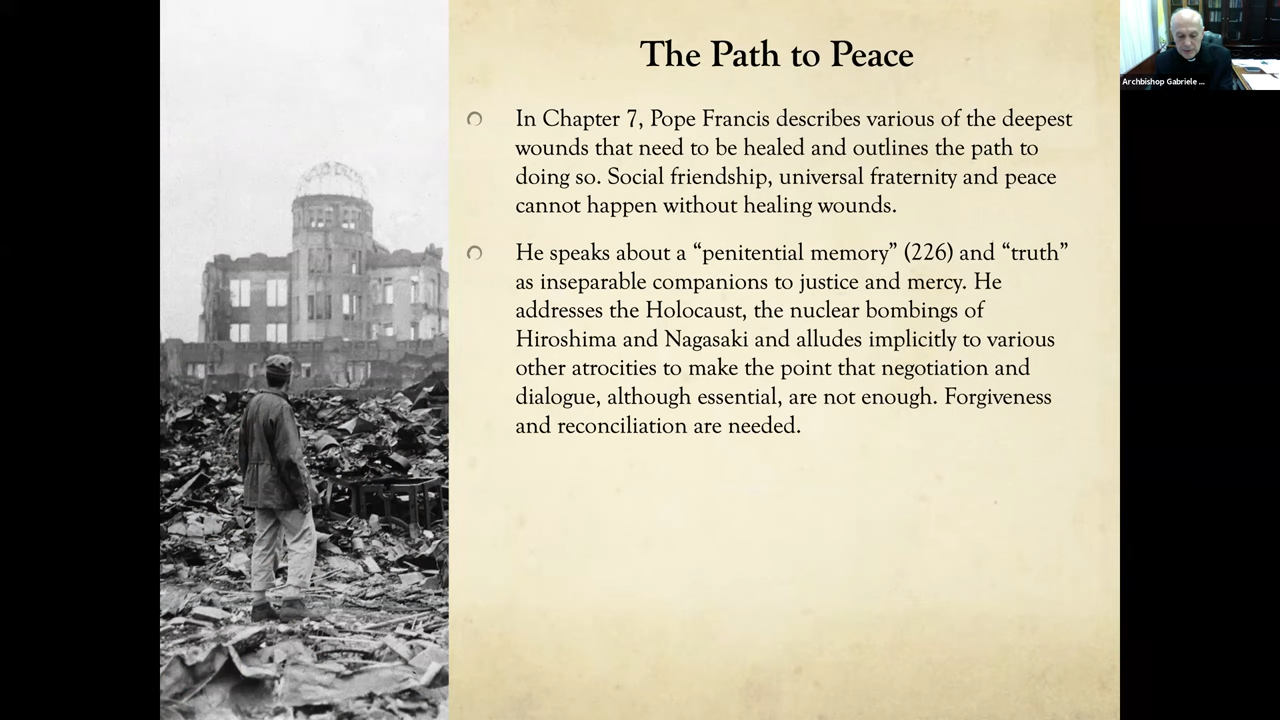 The Path to Peace
In Chapter 7, Pope Francis describes various of the deepest
wounds that need to be healed and outlines the path to
doing so. Social friendship, universal fraternity and peace
cannot happen without healing wounds.
He speaks about a “penitential memory” (226) and “truth”
as inseparable companions to justice and mercy. He
addresses the Holocaust, the nuclear bombings of
Hiroshima and Nagasaki and alludes implicitly to various
other atrocities to make the point that negotiation and
dialogue, although essential, are not enough. Forgiveness
and reconciliation are needed.
Archbishop Gabriele ...